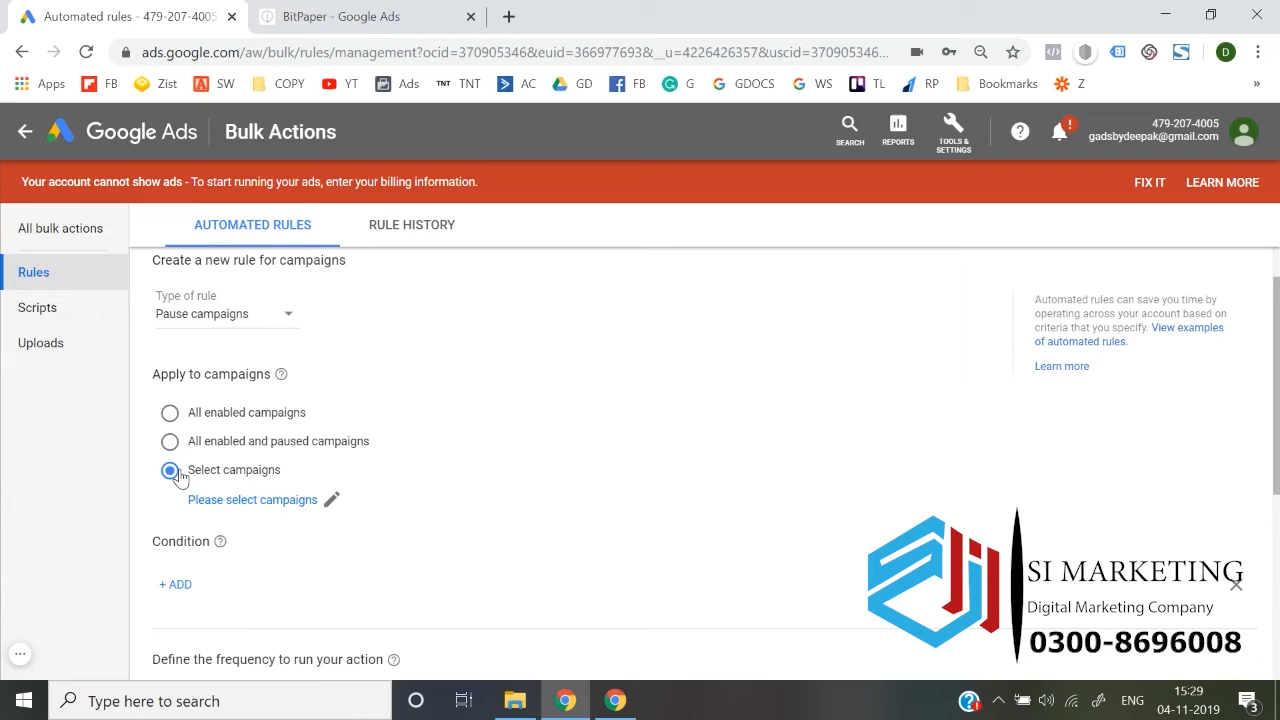 Automated rules - 479-207-4005
BitPaper - Google Ads
ads.google.com/aw/bulk/rules/management?ocid=370905346&euid=366977693&__u=4226426357&uscid=370905346...
Apps
FB
Zist
SW
COPY
YT
Ads
TNT
TNT
AC
GD
FB
G
GDOCS
WS
TL
RP
Bookmarks
Z
»
Google Ads
Bulk Actions
SEARCH
REPORTS
TOOLS &
SETTINGS
479-207-4005
gadsbydeepak@gmail.com
Your account cannot show ads - To start running your ads, enter your billing information.
FIX IT
LEARN MORE
All bulk actions
Rules
Scripts
Uploads
AUTOMATED RULES
RULE HISTORY
Create a new rule for campaigns
Type of rule
Pause campaigns
Automated rules can save you time by
operating across your account based on
criteria that you specify. View examples
of automated rules.
Learn more
Apply to campaigns
All enabled campaigns
All enabled and paused campaigns
Select campaigns
Please select campaigns
Condition
+ ADD
Define the frequency to run your action
SI MARKETING
Digital Marketing Company
0300-8696008
Type here to search
ENG
15:29
04-11-2019
3
D